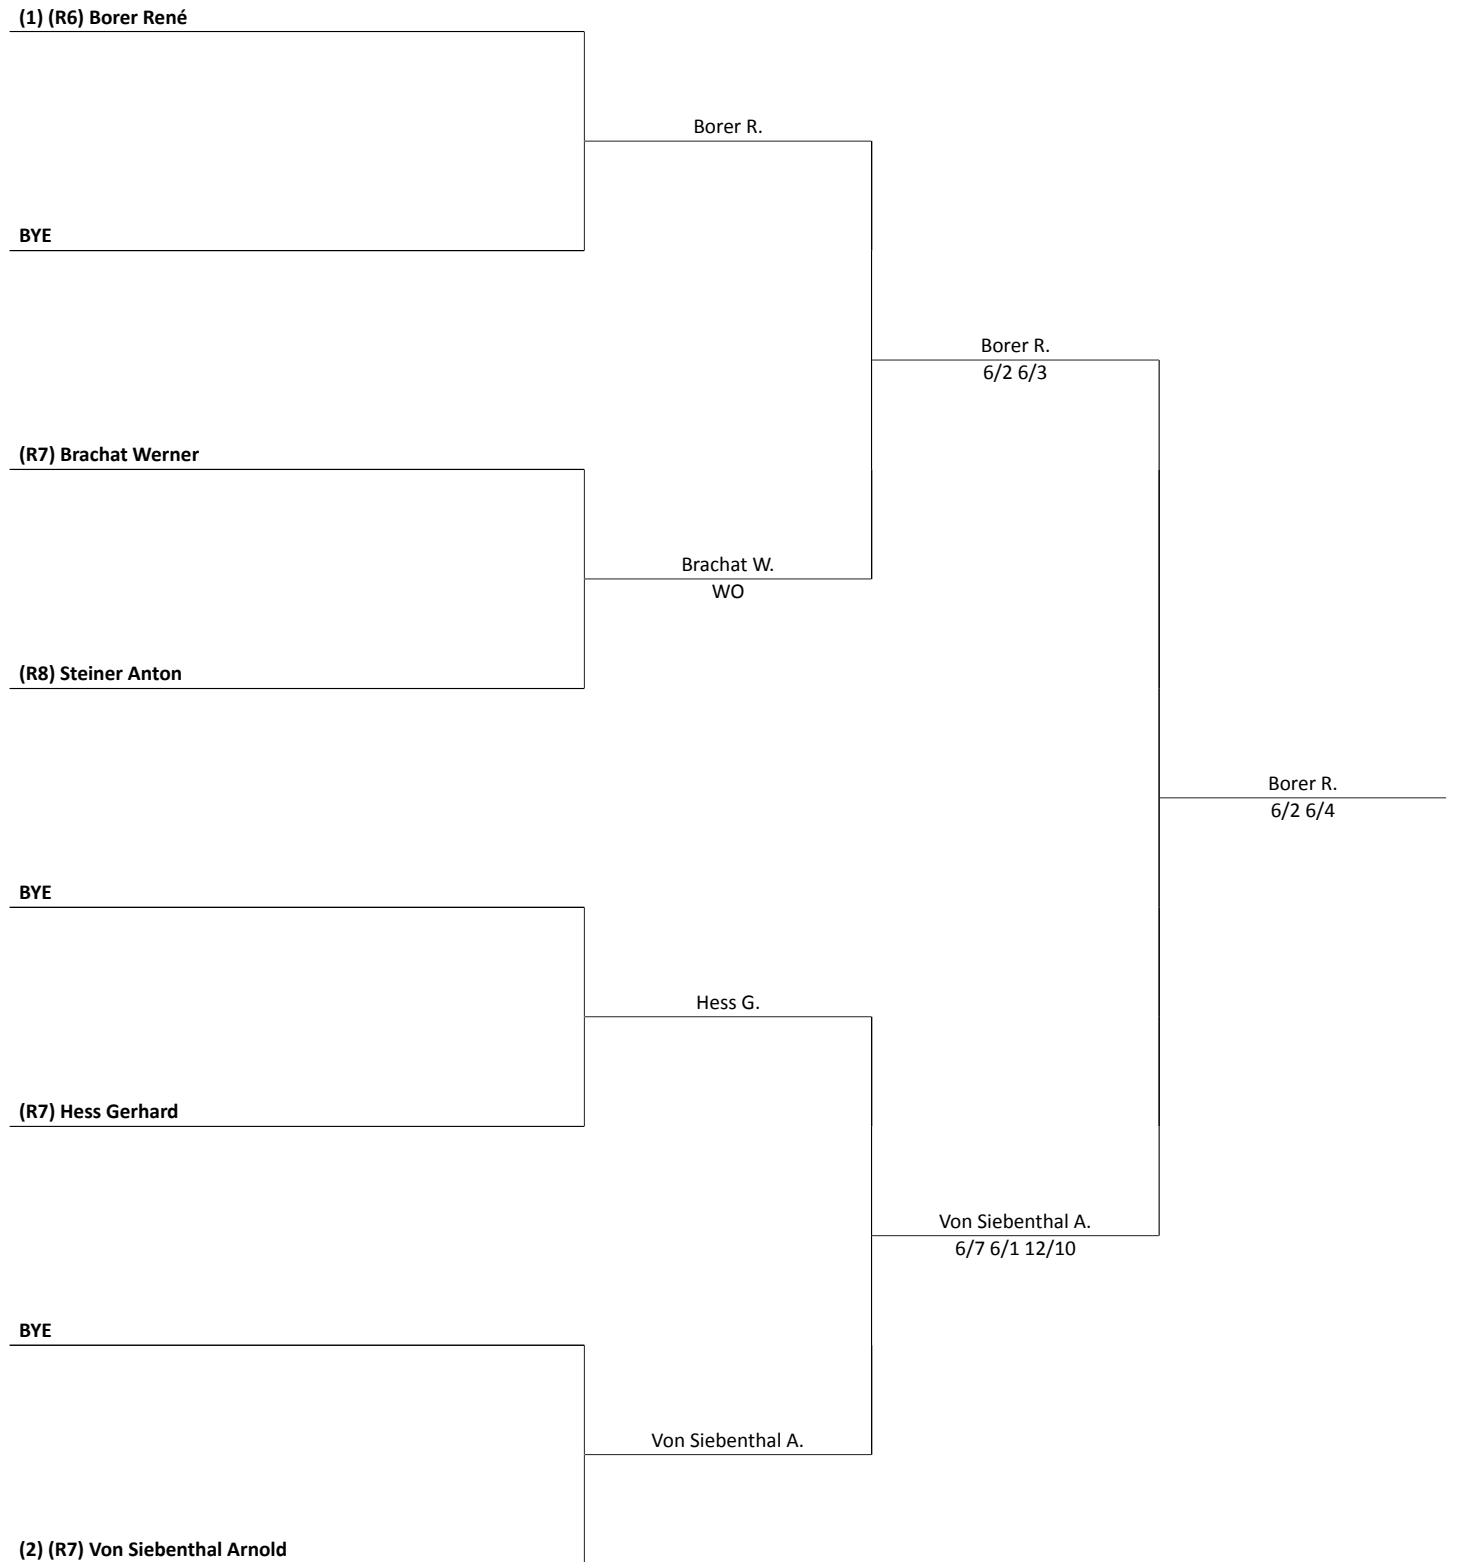 (1) (R6) Borer René
Borer R.
BYE
Borer R.
6/2 6/3
(R7) Brachat Werner
Brachat W.
WO
(R8) Steiner Anton
Borer R.
6/2 6/4
BYE
Hess G.
(R7) Hess Gerhard
Von Siebenthal A.
6/7 6/1 12/10
BYE
Von Siebenthal A.
(2) (R7) Von Siebenthal Arnold